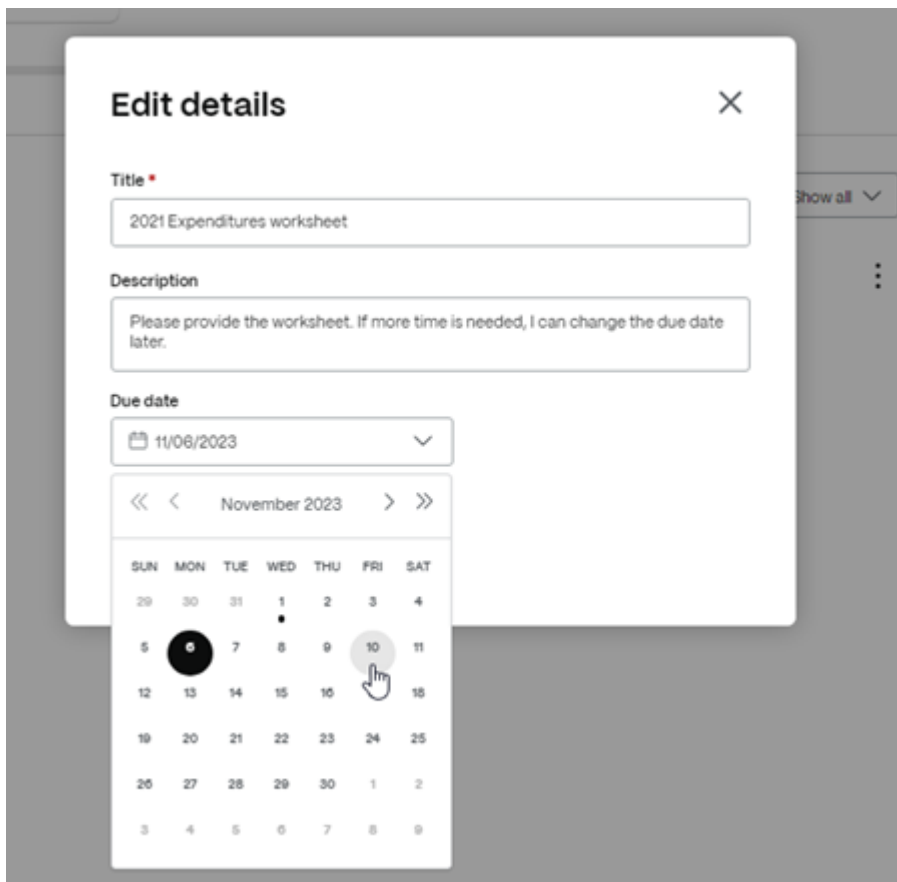 Edit details
Title *
Show all
2021 Expenditures worksheet
Description
Please provide the worksheet. If more time is needed, I can change the due date
later.
Due date
11/06/2023
November 2023
SUN MON TUE WED THU FRI SAT
29 30 31 1 2 3 4
5 6 7 8 9 10 11
12 13 14 15 16 18
19 20 21 22 23 24 25
26 27 28 29 30 1 2
3 4 5 6 7 8 9